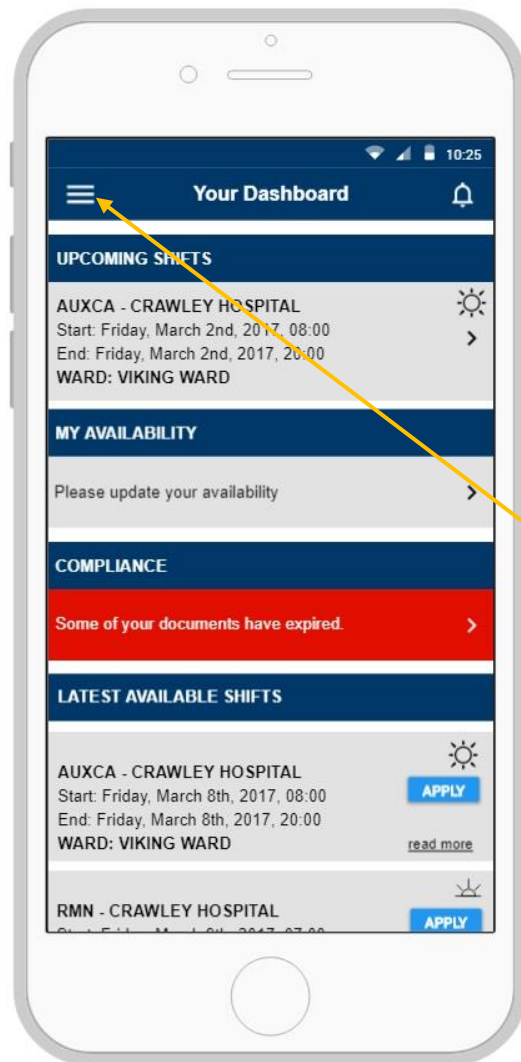 10:25
Your Dashboard
UPCOMING SHIFTS
AUXCA - CRAWLEY HOSPITAL
Start: Friday, March 2nd, 2017, 08:00
End: Friday, March 2nd, 2017, 20:00
WARD: VIKING WARD
MY AVAILABILITY
Please update your availability
COMPLIANCE
Some of your documents have expired.
LATEST AVAILABLE SHIFTS
AUXCA - CRAWLEY HOSPITAL
APPLY
Start: Friday, March 8th, 2017, 08:00
End: Friday, March 8th, 2017, 20:00
WARD: VIKING WARD
read more
RMN - CRAWLEY HOSPITAL
APPLY